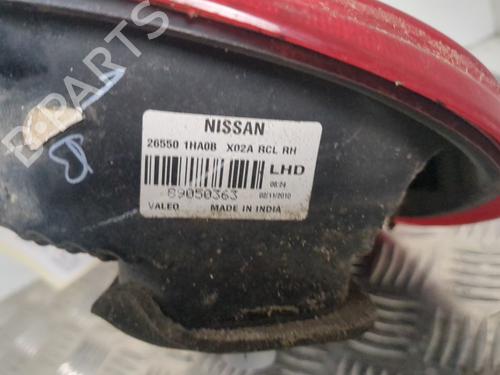 B-PARTS
NISSAN
26550 1HA0B X02A RCL RH
LHD
06:24
89050363 02/11/2010
VALEO MADE IN INDIA